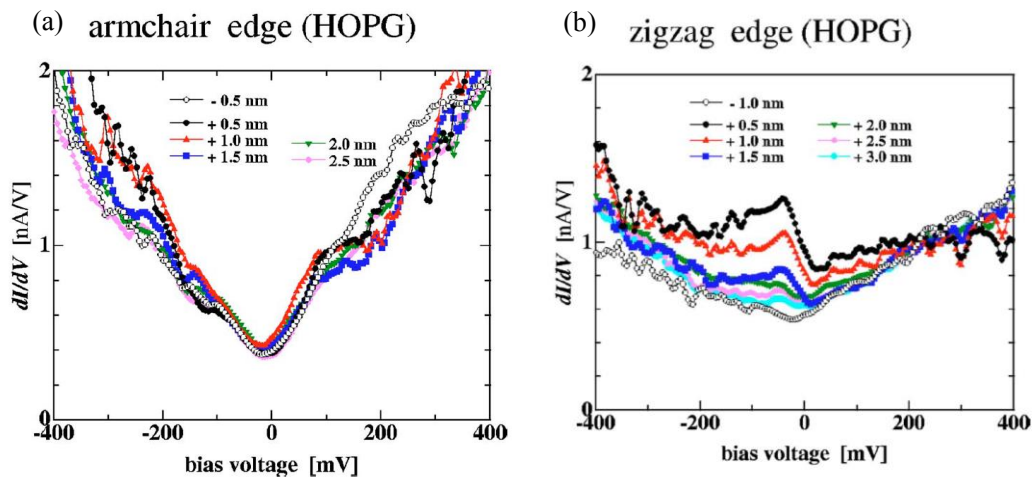 (a) armchair edge (HOPG)
2
1
0
dI/dV [nA/V]
- 0.5 nm
+ 0.5 nm
+ 1.0 nm
+ 1.5 nm
2.0 nm
2.5 nm
-400 -200 0 200 400
bias voltage [mV]
(b) zigzag edge (HOPG)
2
1
0
dI/dV [nA/V]
- 1.0 nm
+ 0.5 nm
+ 1.0 nm
+ 1.5 nm
+ 2.0 nm
+ 2.5 nm
+ 3.0 nm
-400 -200 0 200 400
bias voltage [mV]